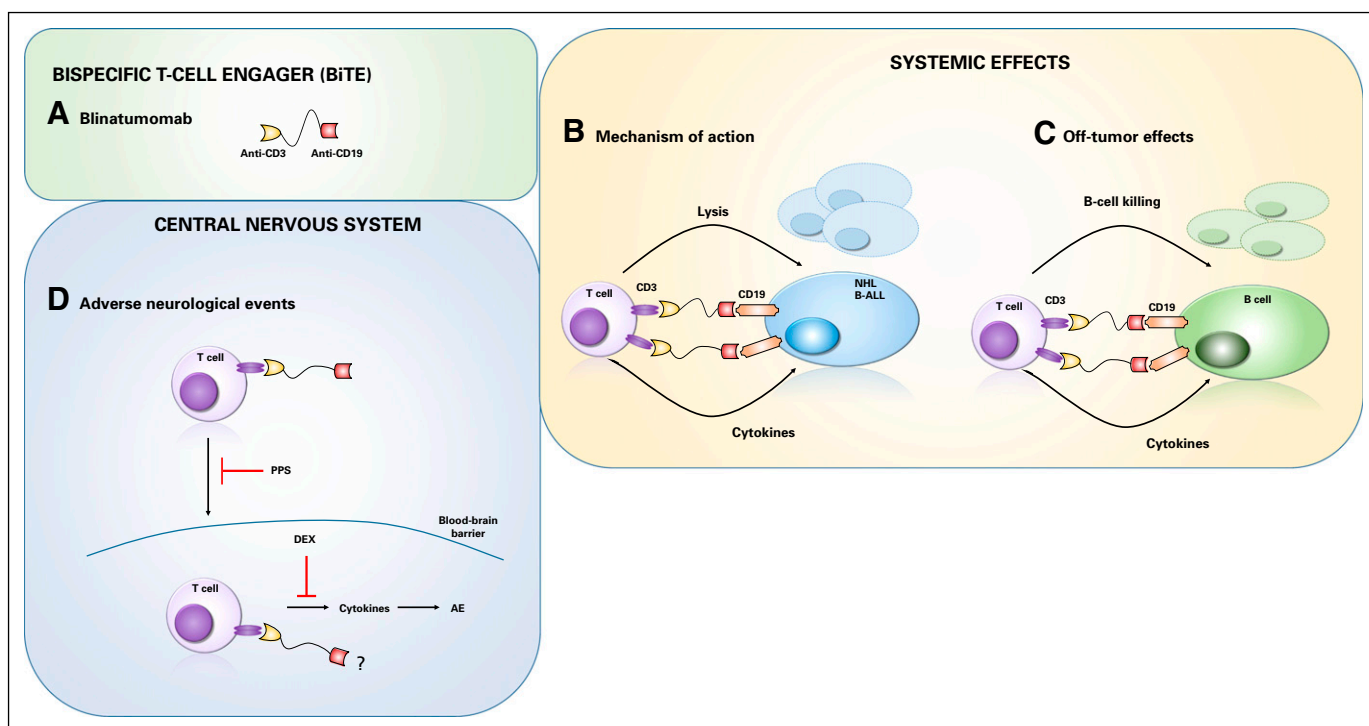 BISPECIFIC T-CELL ENGAGER (BiTE)
A Blinatumomab
Anti-CD3 Anti-CD19
SYSTEMIC EFFECTS
B Mechanism of action
Lysis
T cell
CD3
CD19
NHL
B-ALL
Cytokines
C Off-tumor effects
B-cell killing
T cell
CD3
CD19
B cell
Cytokines
CENTRAL NERVOUS SYSTEM
D Adverse neurological events
T cell
PPS
Blood-brain
barrier
DEX
T cell
Cytokines
AE
?